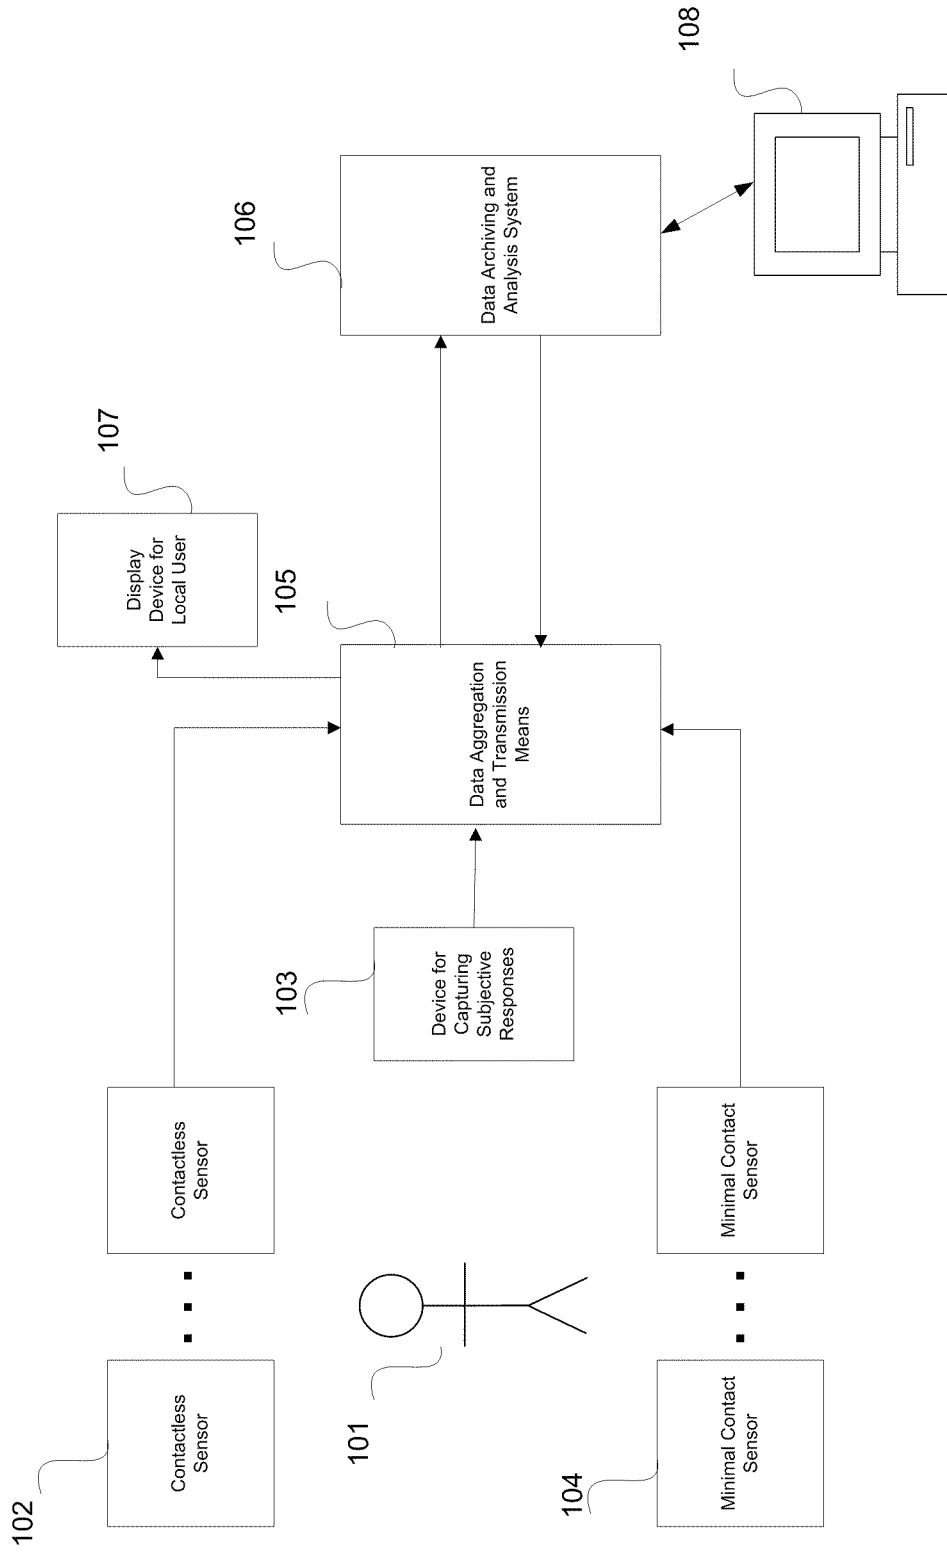 102
Contactless
Sensor
Contactless
Sensor
107
Display
Device for
Local User
101
103
Device for
Capturing
Subjective
Responses
105
Data Aggregation
and Transmission
Means
106
Data Archiving and
Analysis System
104
Minimal Contact
Sensor
Minimal Contact
Sensor
108